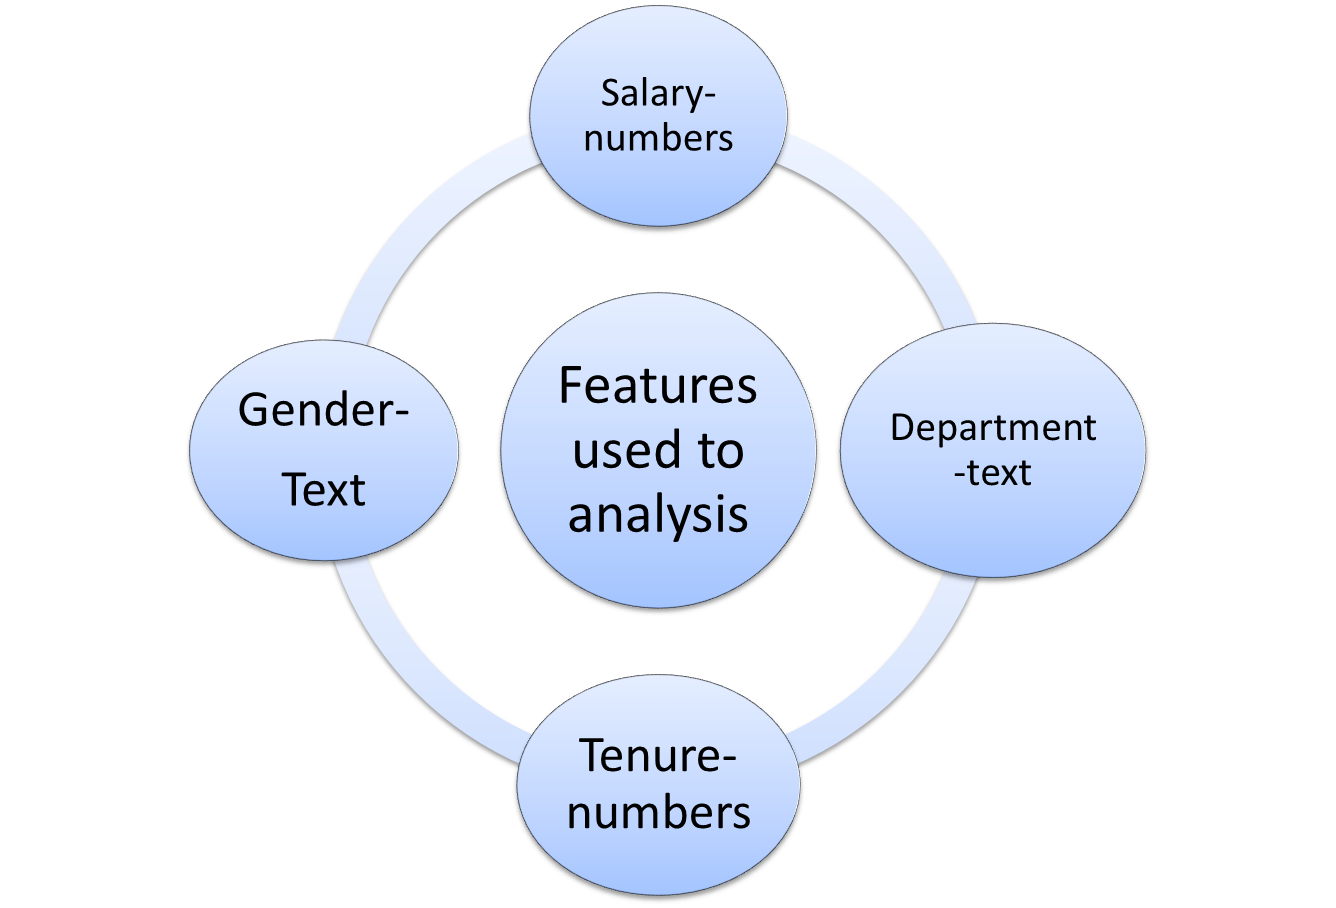 Salary-
numbers
Gender-
Text
Features
used to
analysis
Department
-text
Tenure-
numbers